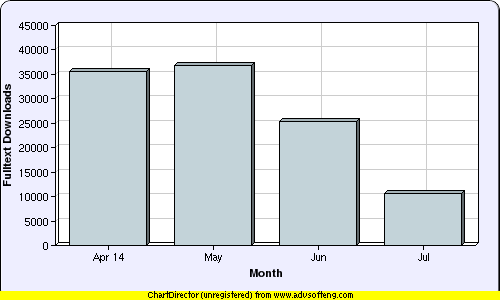 45000
40000
35000
30000
25000
20000
15000
10000
5000
0
Fulltext Downloads
Apr 14 May Jun Jul
Month
ChartDirector (unregistered) from www.advsofteng.com